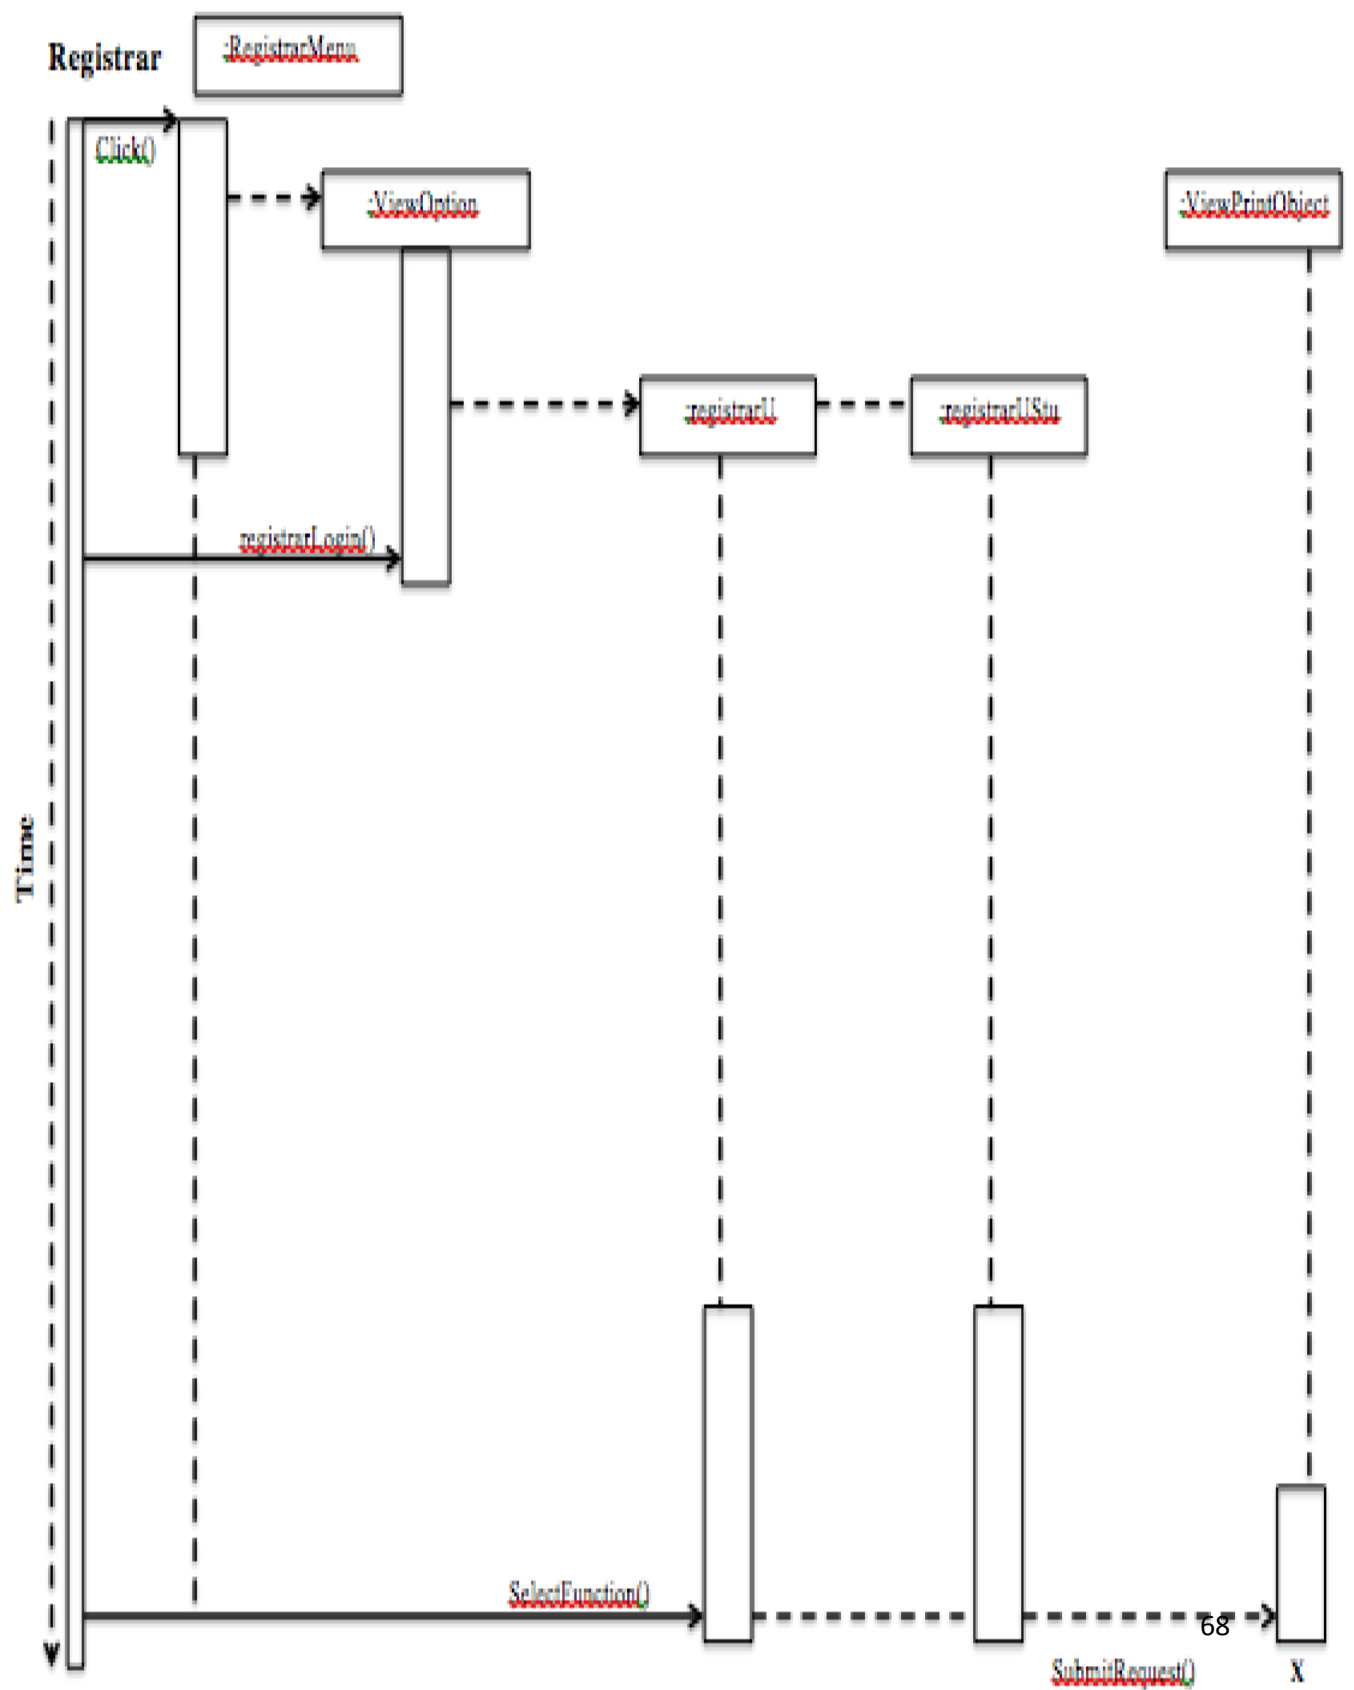 :RegistrarMenu
Registrar
Click()
:ViewOption
:ViewPrintObject
:registrarU
:registrarUStu
registrarLogin()
Time
SelectFunction()
68
SubmitRequest()
X